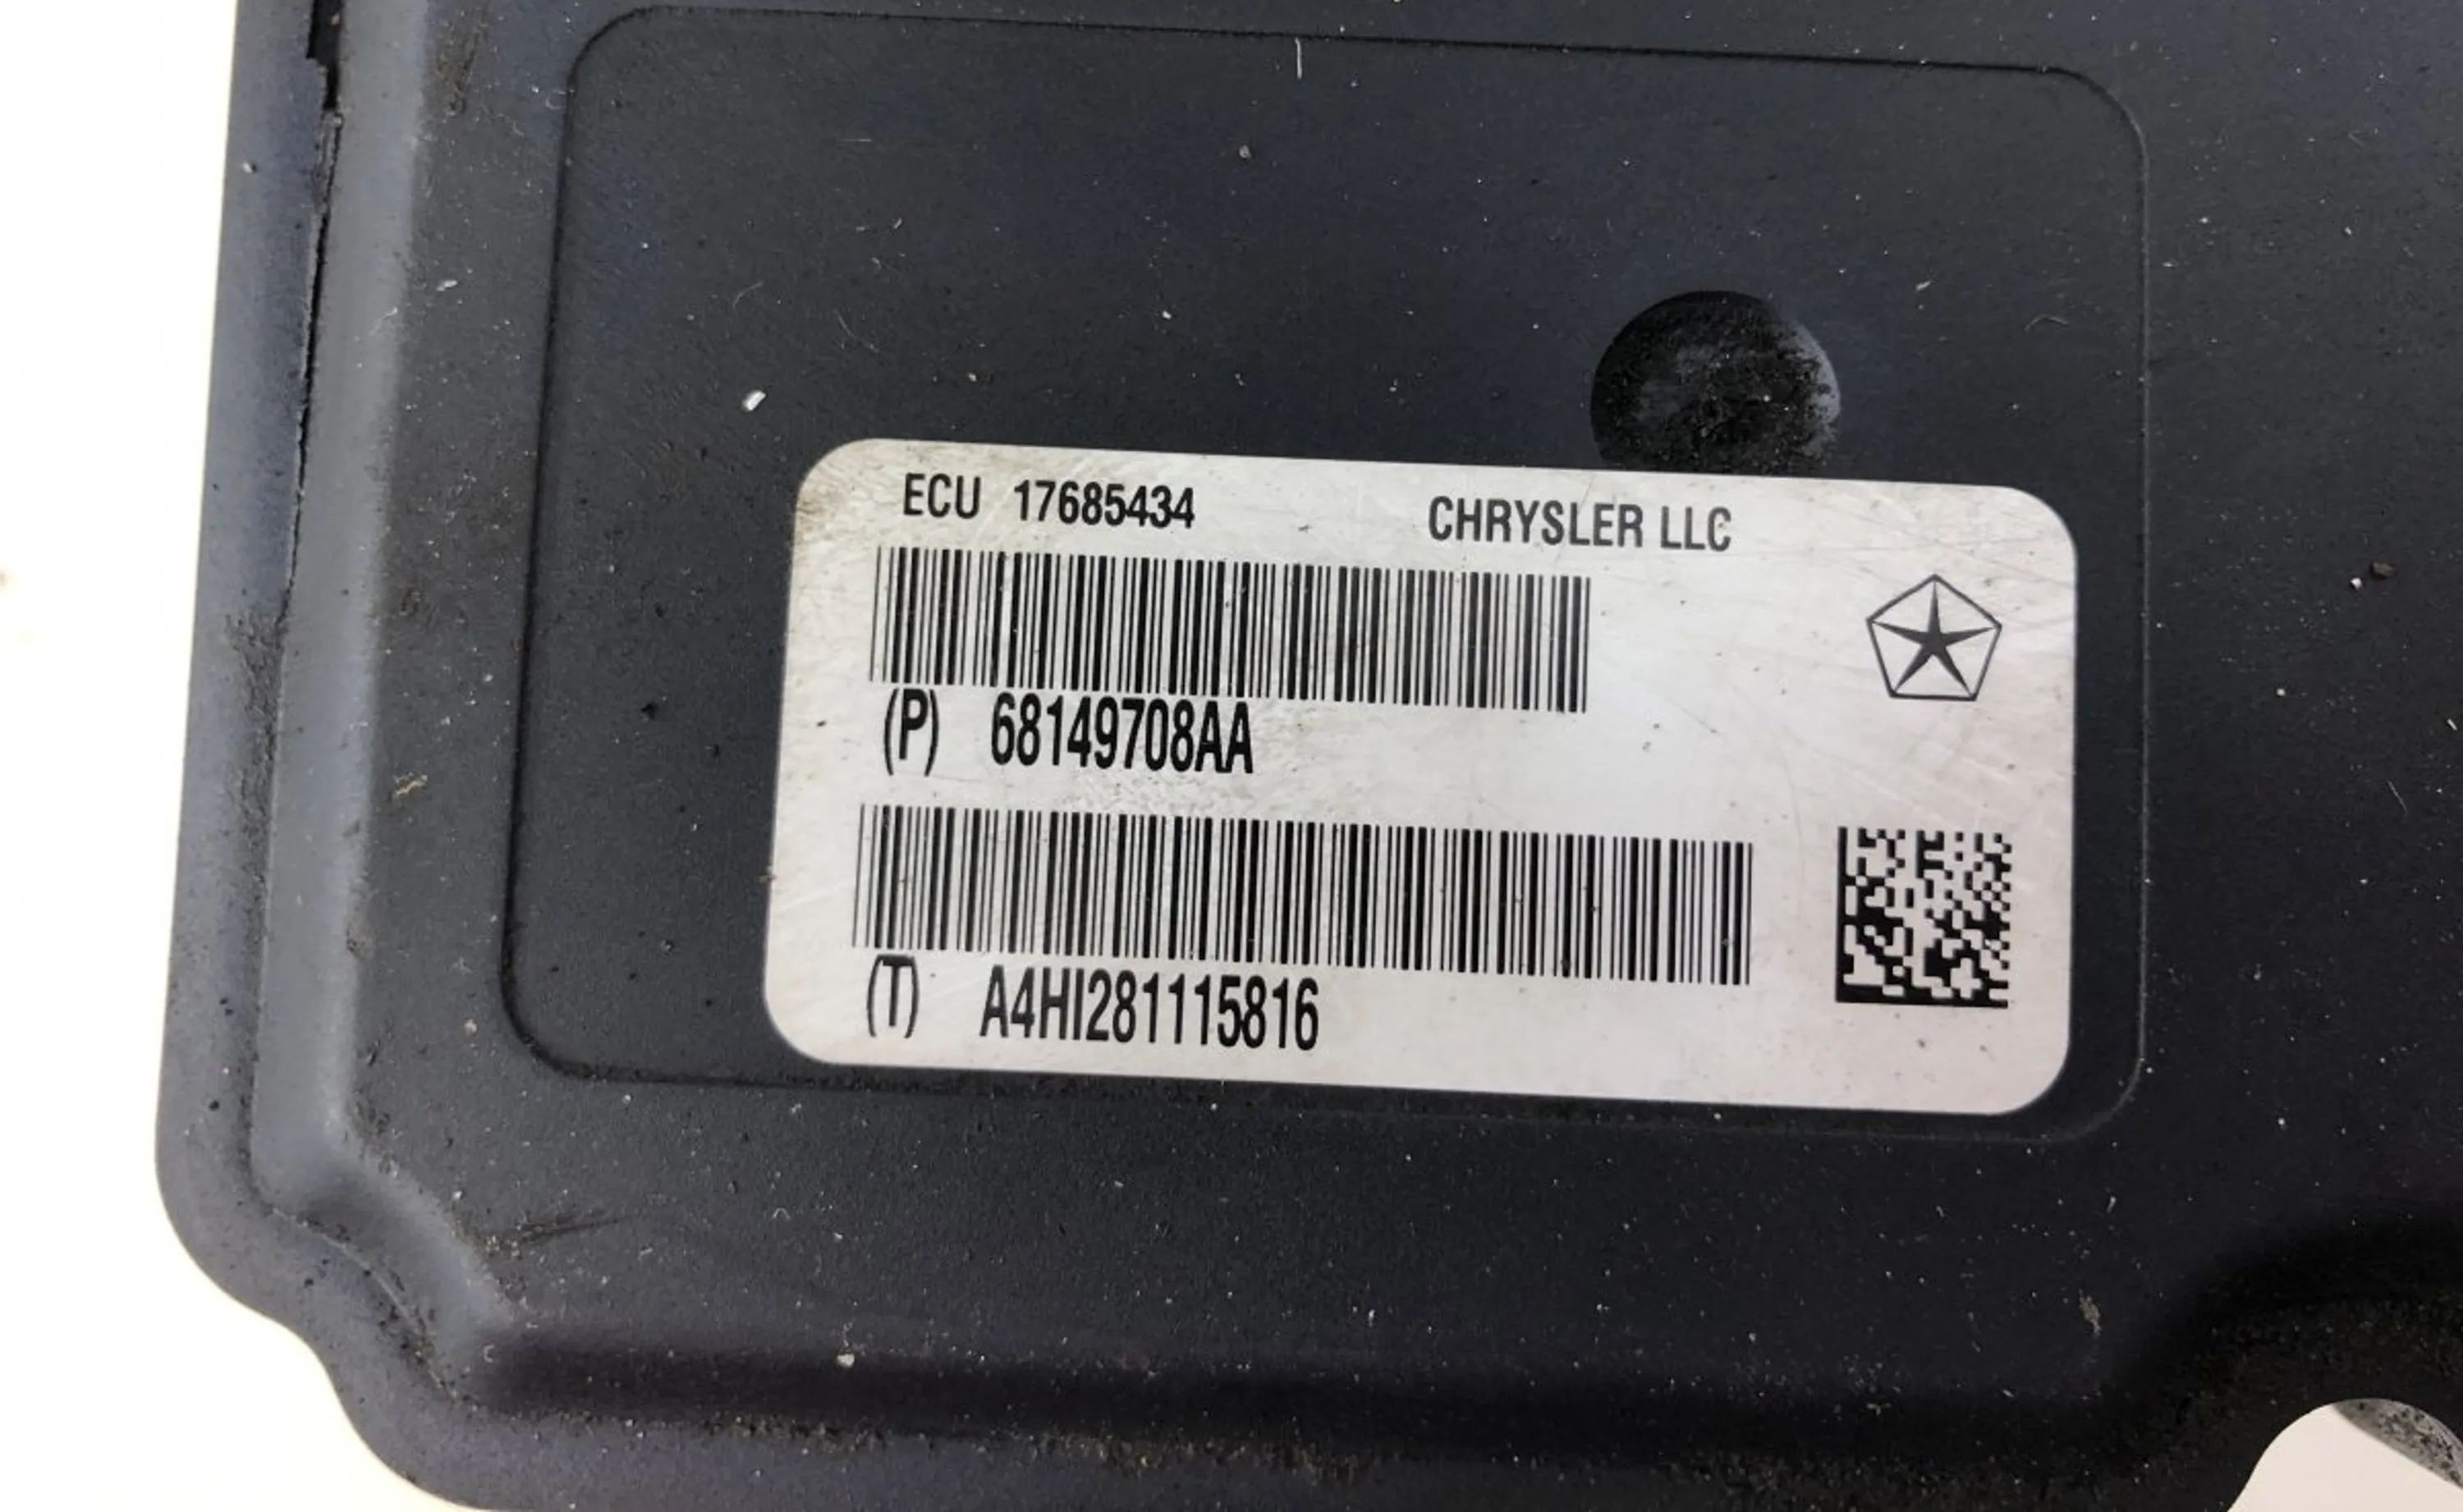 ECU 17685434 CHRYSLER LLC
(P) 68149708AA
(T) A4HI281115816